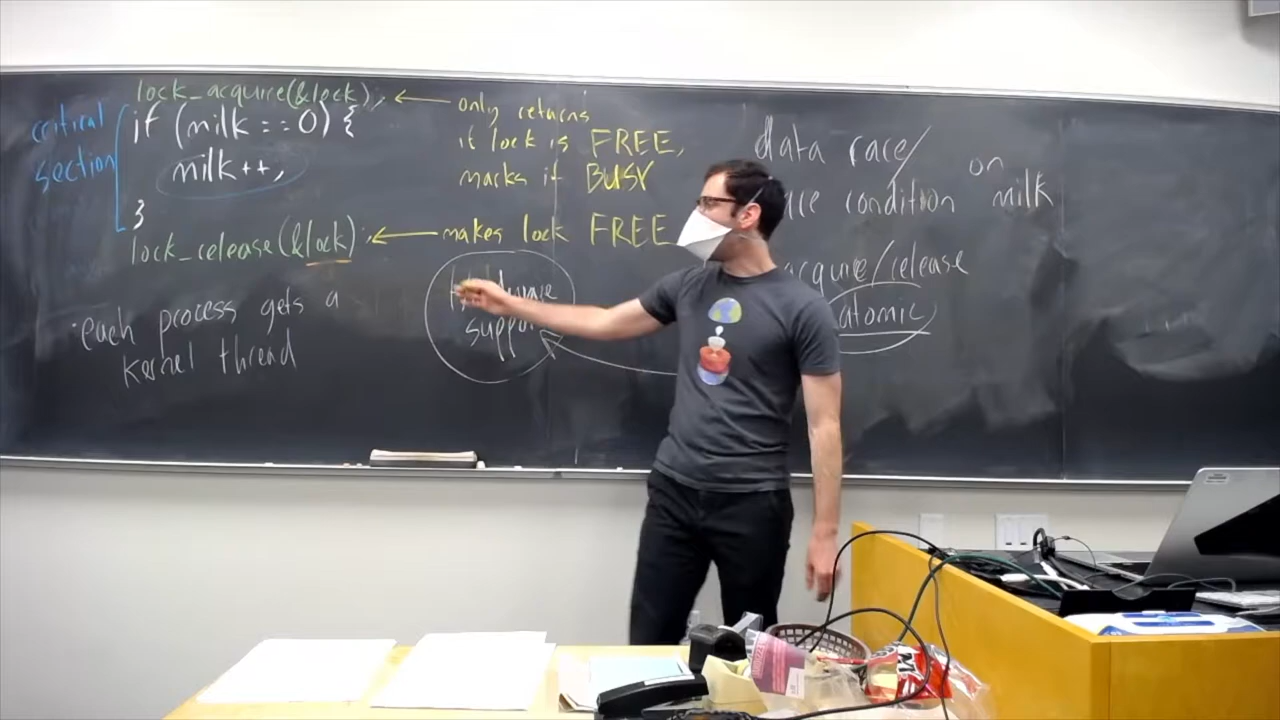 lock_acquire(&lock);
critical
section
if (milk == 0) {
milk++;
}
lock_release(&lock);
each process gets a
kernel thread
only returns
if lock is FREE,
marks it BUSY
makes lock FREE
support
data race/
condition
on
milk
acquire/release
atomic